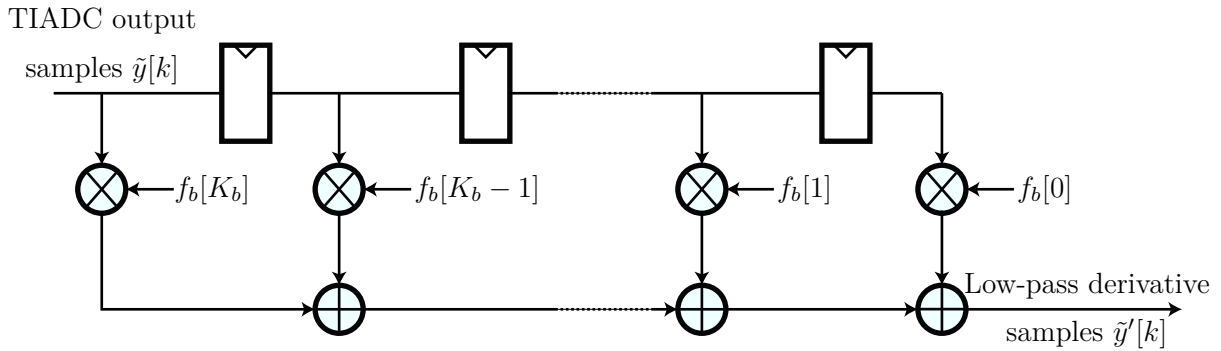 TIADC output
samples ỹ[k]
f_b[K_b]
f_b[K_b − 1]
f_b[1]
f_b[0]
Low-pass derivative
samples ỹ′[k]